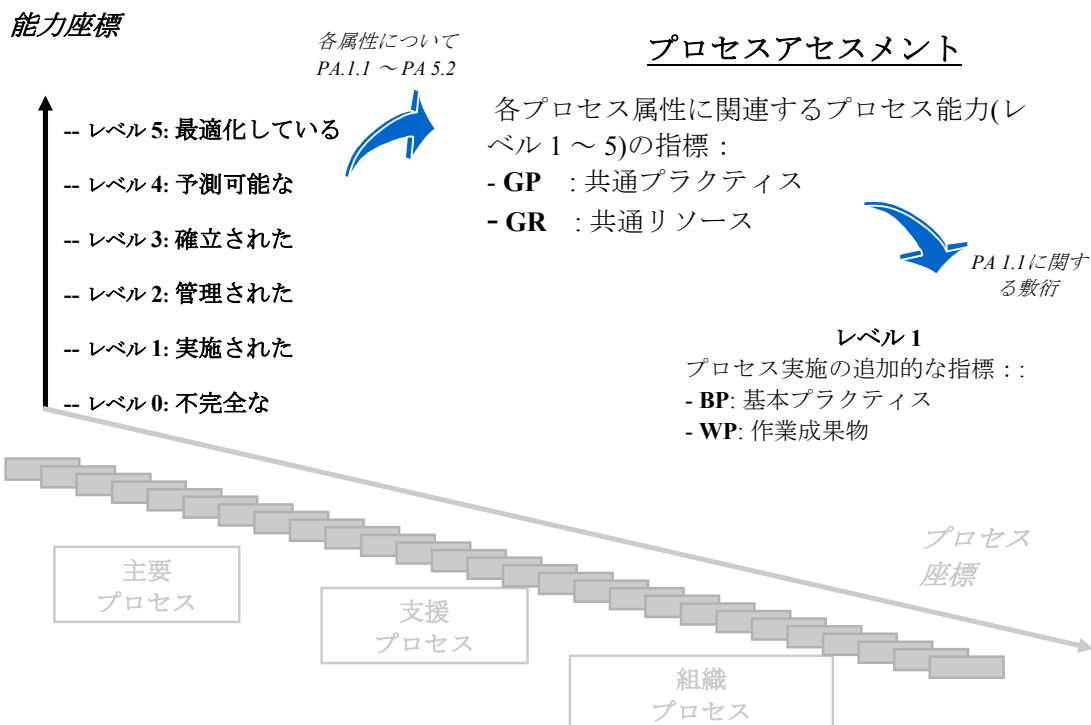 能力座標
各属性について
PA.1.1 ～ PA 5.2
プロセスアセスメント
各プロセス属性に関連するプロセス能力(レ
ベル 1 ～ 5)の指標：
- GP ：共通プラクティス
- GR ：共通リソース
-- レベル 5: 最適化している
-- レベル 4: 予測可能な
-- レベル 3: 確立された
-- レベル 2: 管理された
-- レベル 1: 実施された
-- レベル 0: 不完全な
PA 1.1に関す
る敷衍
レベル 1
プロセス実施の追加的な指標：:
- BP: 基本プラクティス
- WP: 作業成果物
プロセス
座標
主要
プロセス
支援
プロセス
組織
プロセス